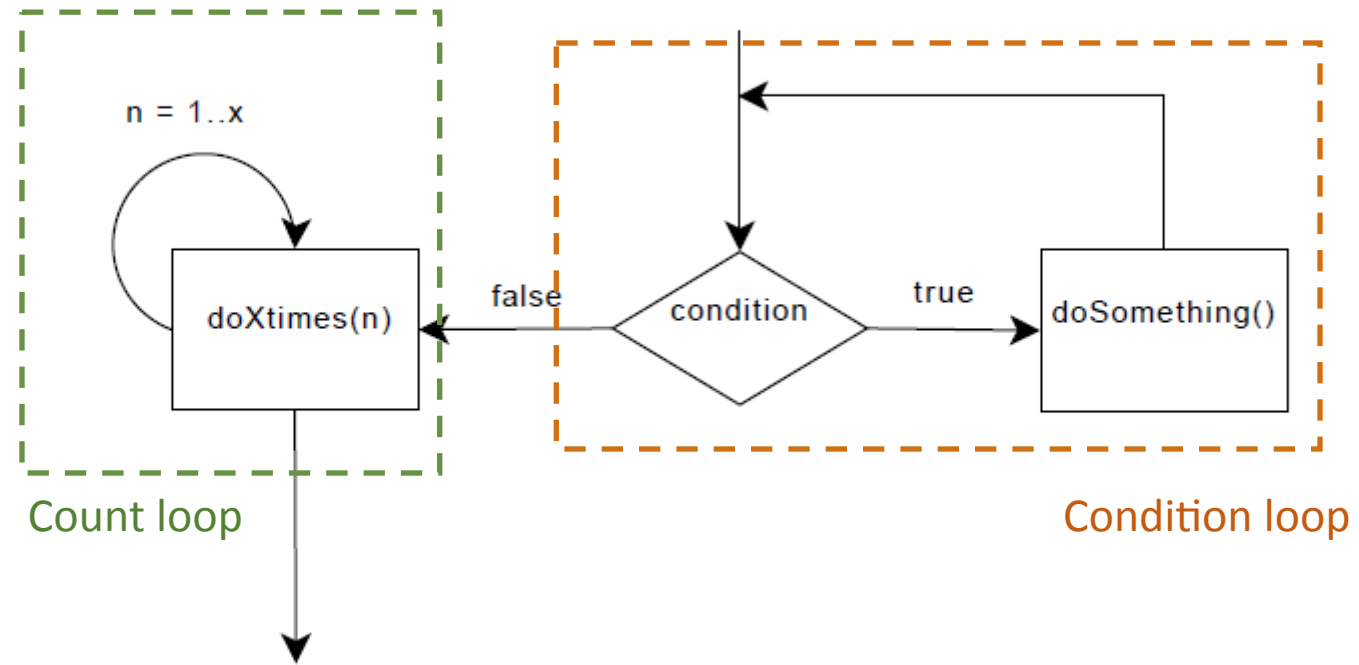 n = 1..x
doXtimes(n)
false
condition
true
doSomething()
Count loop
Condition loop